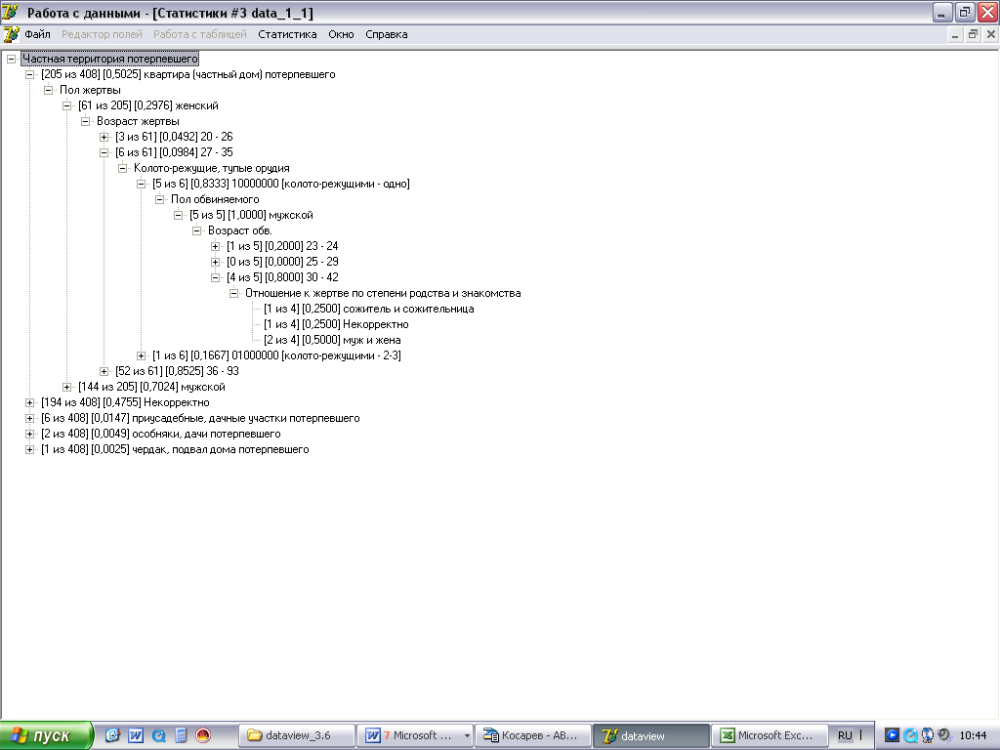 Работа с данными - [Статистики #3 data_1_1]
Файл Редактор полей Работа с таблицей Статистика Окно Справка
Частная территория потерпевшего
[205 из 408] [0,5025] квартира (частный дом) потерпевшего
Пол жертвы
[61 из 205] [0,2976] женский
Возраст жертвы
[3 из 61] [0,0492] 20 - 26
[6 из 61] [0,0984] 27 - 35
Колото-режущие, тупые орудия
[5 из 6] [0,8333] 10000000 [колото-режущими - одно]
Пол обвиняемого
[5 из 5] [1,0000] мужской
Возраст обв.
[1 из 5] [0,2000] 23 - 24
[0 из 5] [0,0000] 25 - 29
[4 из 5] [0,8000] 30 - 42
Отношение к жертве по степени родства и знакомства
[1 из 4] [0,2500] сожитель и сожительница
[1 из 4] [0,2500] Некорректно
[2 из 4] [0,5000] муж и жена
[1 из 6] [0,1667] 01000000 [колото-режущими - 2-3]
[52 из 61] [0,8525] 36 - 93
[144 из 205] [0,7024] мужской
[194 из 408] [0,4755] Некорректно
[6 из 408] [0,0147] приусадебные, дачные участки потерпевшего
[2 из 408] [0,0049] особняки, дачи потерпевшего
[1 из 408] [0,0025] чердак, подвал дома потерпевшего
пуск dataview_3.6 7 Microsoft ... Косарев - АВ... dataview Microsoft Exc... RU 10:44